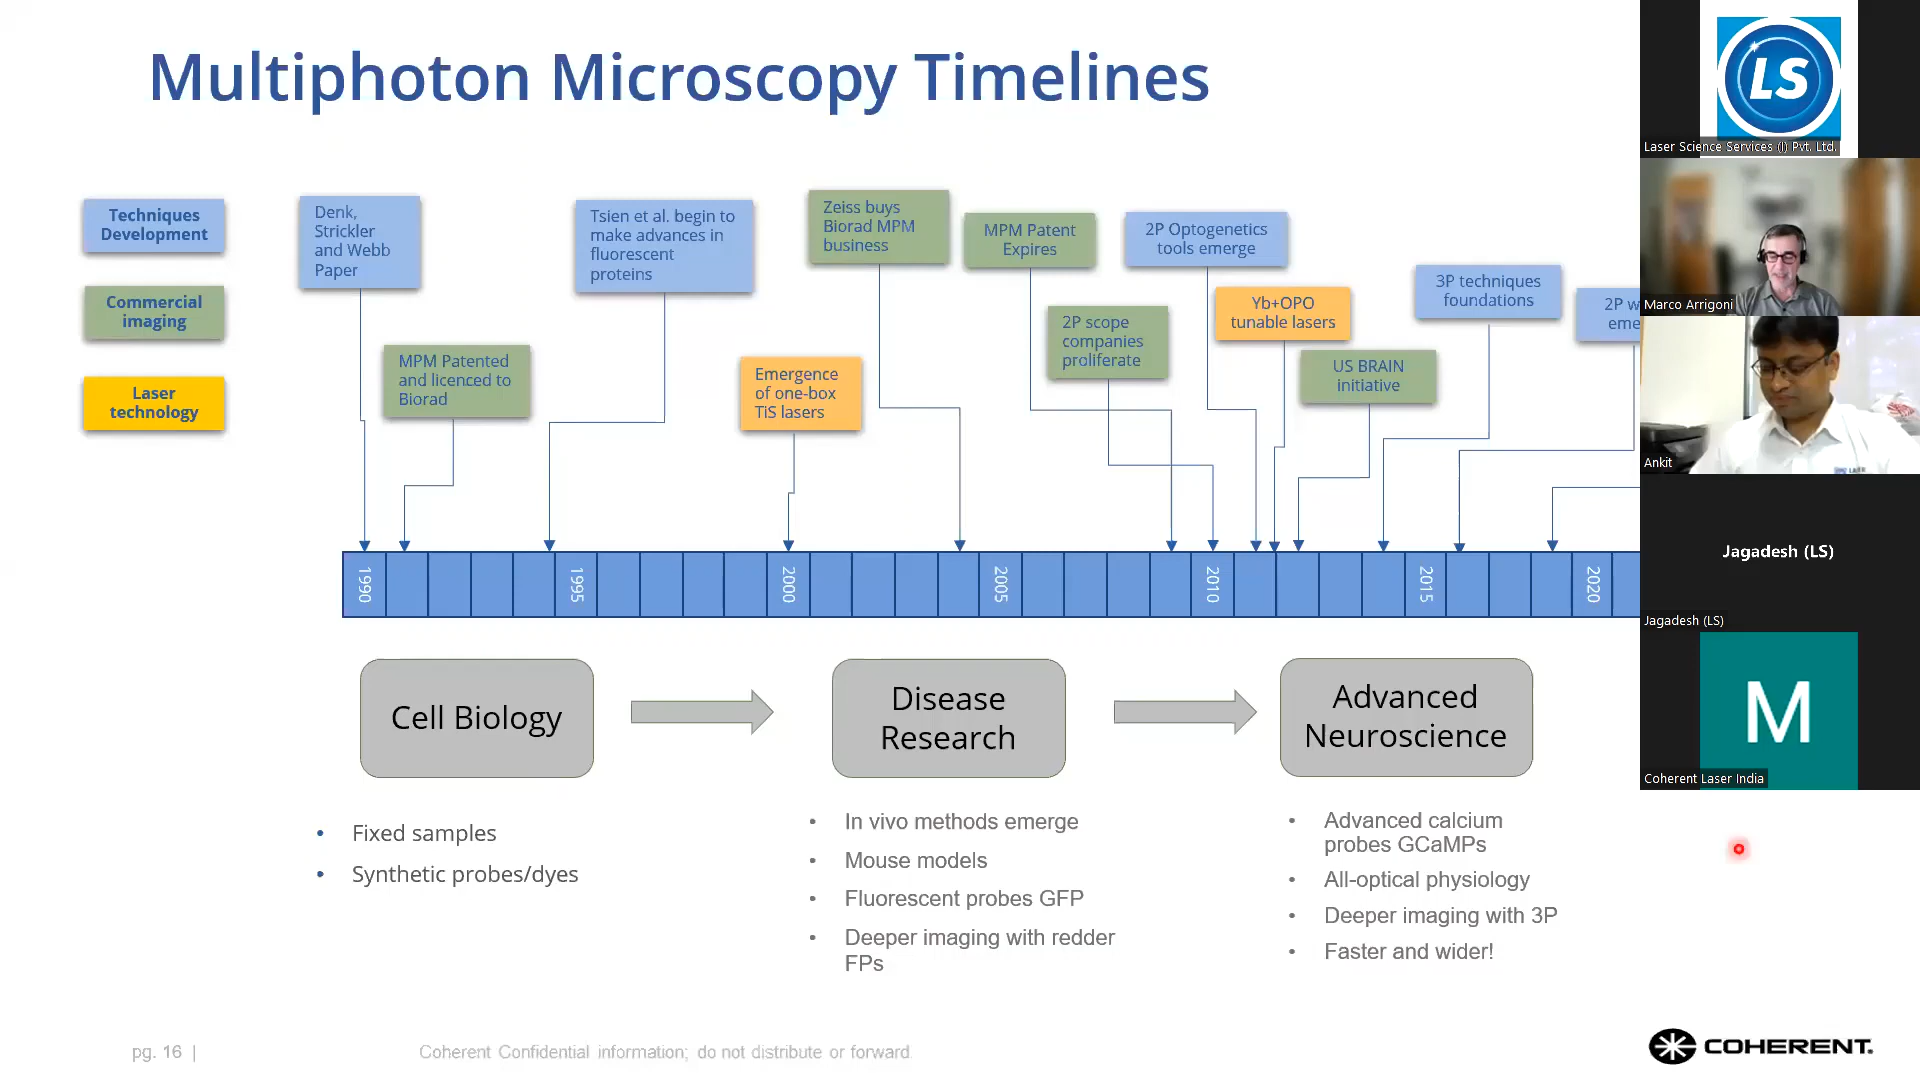 Multiphoton Microscopy Timelines
Techniques
Development
Commercial
imaging
Laser
technology
Denk,
Strickler
and Webb
Paper
MPM Patented
and licenced to
Biorad
Tsien et al. begin to
make advances in
fluorescent
proteins
Emergence
of one-box
TiS lasers
Zeiss buys
Biorad MPM
business
MPM Patent
Expires
2P scope
companies
proliferate
2P Optogenetics
tools emerge
Yb+OPO
tunable lasers
US BRAIN
initiative
3P techniques
foundations
2P
1990
1995
2000
2005
2010
2015
2020
Cell Biology
Disease
Research
Advanced
Neuroscience
• Fixed samples
• Synthetic probes/dyes
• In vivo methods emerge
• Mouse models
• Fluorescent probes GFP
• Deeper imaging with redder
FPs
• Advanced calcium
probes GCaMPs
• All-optical physiology
• Deeper imaging with 3P
• Faster and wider!
pg. 16 |
Coherent Confidential information; do not distribute or forward
COHERENT.
LS
Laser Science Services (I) Pvt. Ltd.
Marco Arrigoni
Ankit
Jagadesh (LS)
Jagadesh (LS)
M
Coherent Laser India